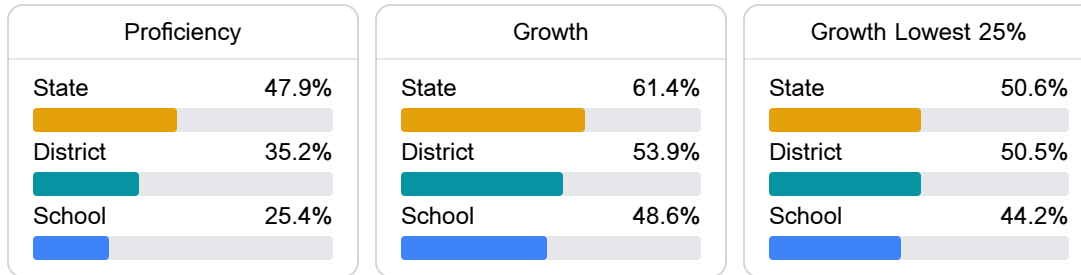 Proficiency
State 47.9%
District 35.2%
School 25.4%
Growth
State 61.4%
District 53.9%
School 48.6%
Growth Lowest 25%
State 50.6%
District 50.5%
School 44.2%